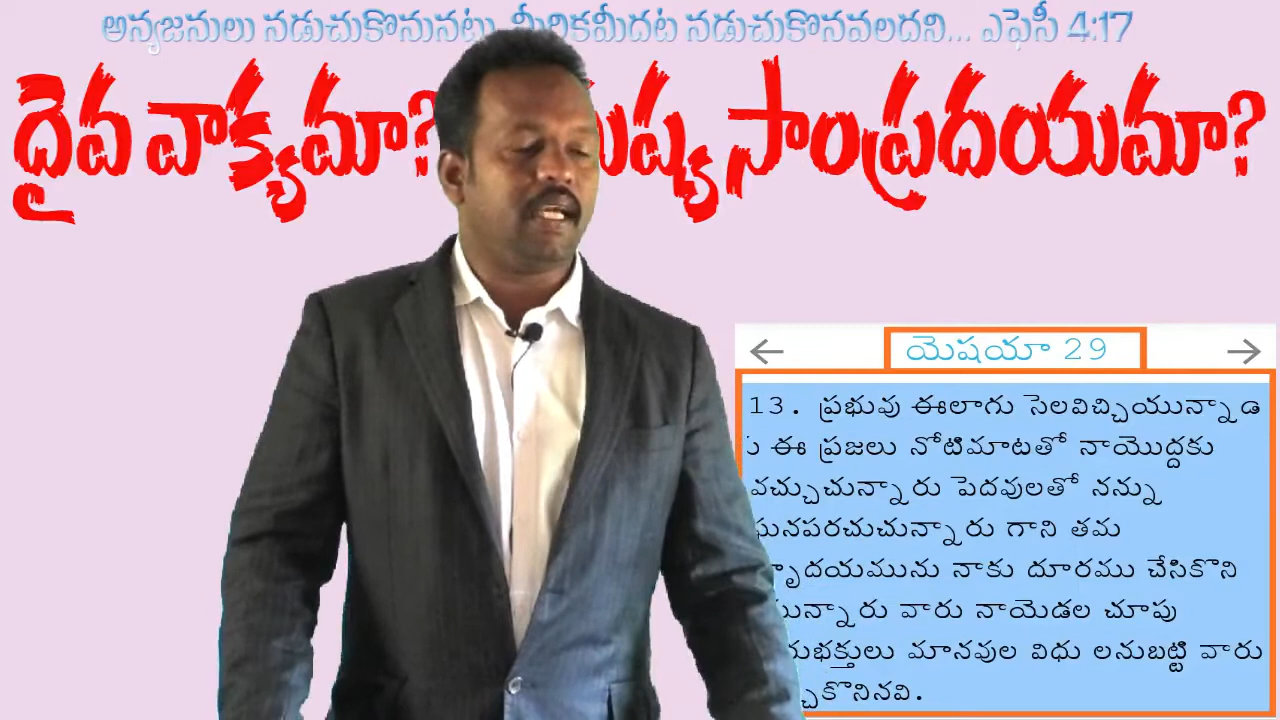 అన్యజనులు నడుచుకొనునట్లు మీరికమీదట నడుచుకొనవలదని... ఎఫెసీ 4:17
దైవ వాక్యమా? సాంప్రదయమా?
యెషయా 29
13. ప్రభువు ఈలాగు సెలవిచ్చియున్నాడ
ు ఈ ప్రజలు నోటిమాటతో నాయొద్దకు
వచ్చుచున్నారు పెదవులతో నన్ను
ఘనపరచుచున్నారు గాని తమ
హృదయమును నాకు దూరము చేసికొని
యున్నారు వారు నాయెడల చూపు
భయభక్తులు మానవుల విధు లనుబట్టి వారు
నేర్చుకొనినవి.